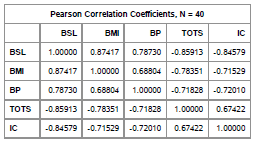 Pearson Correlation Coefficients, N = 40
BSL BMI BP TOTS IC
BSL 1.00000 0.87417 0.78730 -0.85913 -0.84579
BMI 0.87417 1.00000 0.68804 -0.78351 -0.71529
BP 0.78730 0.68804 1.00000 -0.71828 -0.72010
TOTS -0.85913 -0.78351 -0.71828 1.00000 0.67422
IC -0.84579 -0.71529 -0.72010 0.67422 1.00000